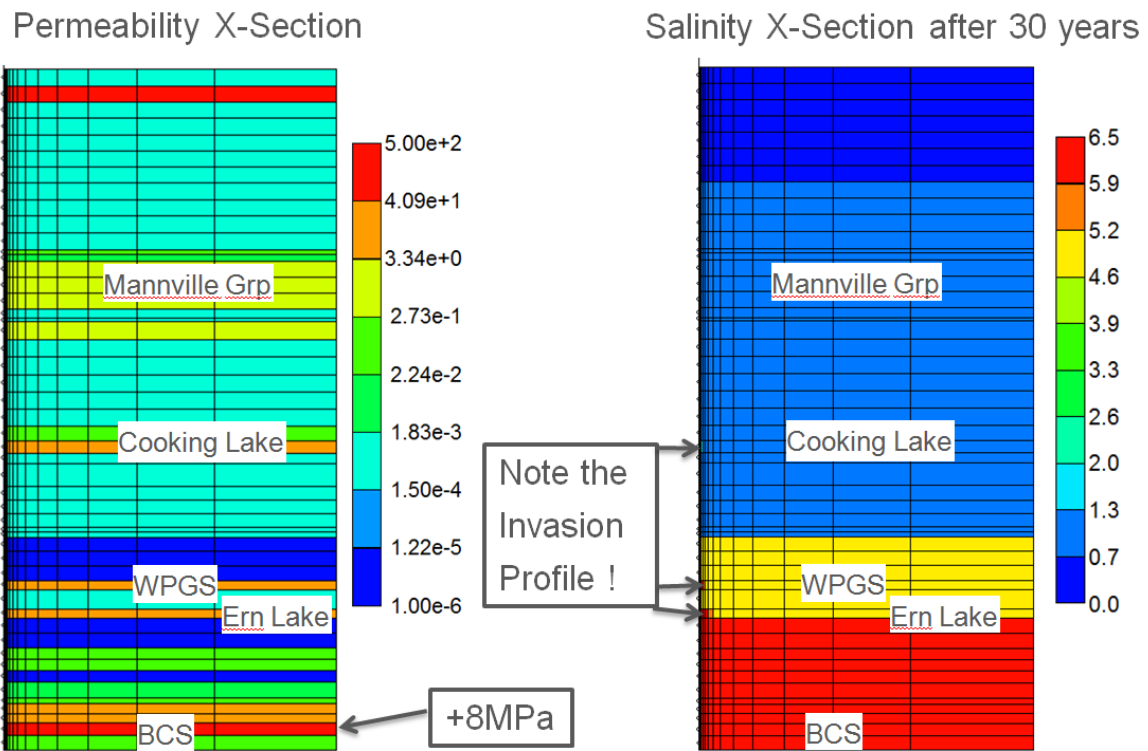 Permeability X-Section
Salinity X-Section after 30 years
5.00e+2
4.09e+1
3.34e+0
2.73e-1
2.24e-2
1.83e-3
1.50e-4
1.22e-5
1.00e-6
Mannville Grp
Cooking Lake
WPGS
Ern Lake
BCS
+8MPa
Note the
Invasion
Profile !
Mannville Grp
Cooking Lake
WPGS
Ern Lake
BCS
6.5
5.9
5.2
4.6
3.9
3.3
2.6
2.0
1.3
0.7
0.0